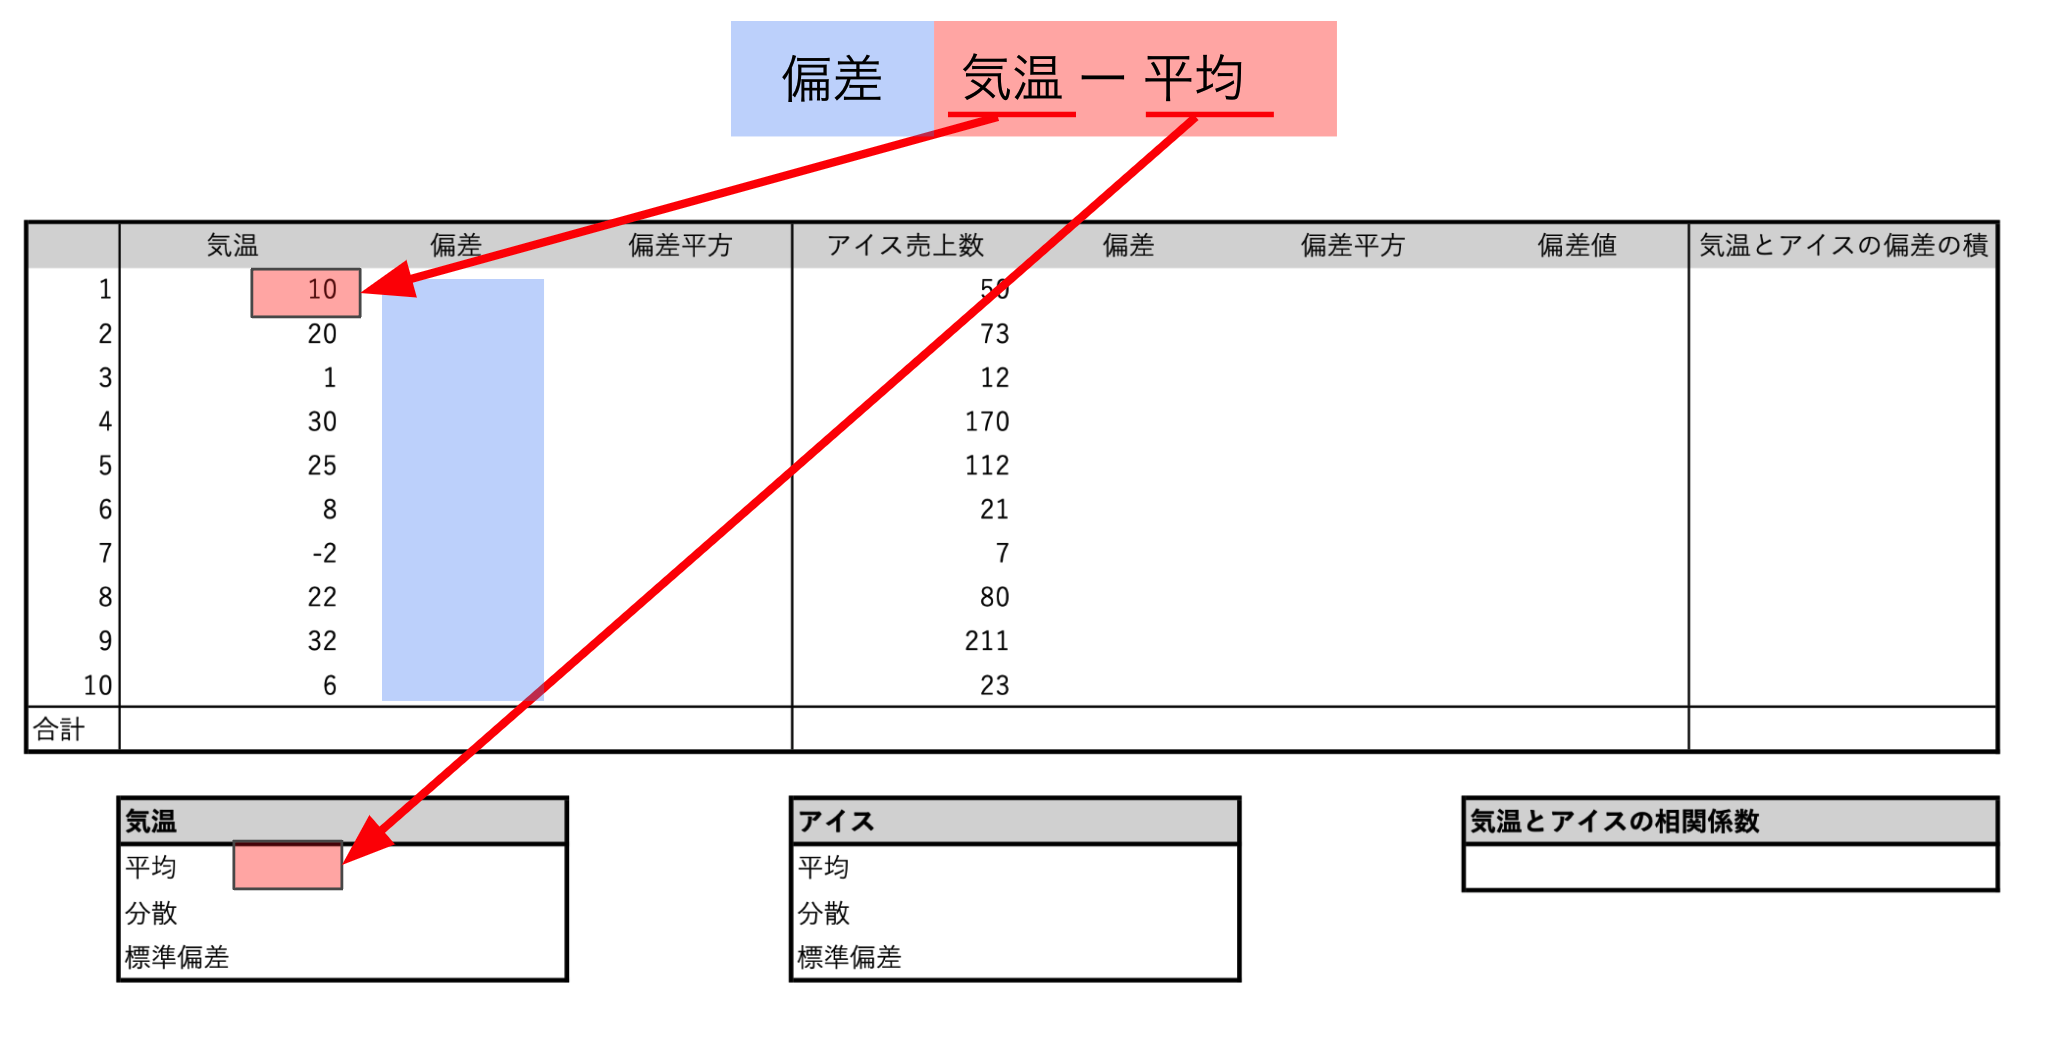 偏差 気温 ー 平均
気温 偏差 偏差平方 アイス売上数 偏差 偏差平方 偏差値 気温とアイスの偏差の積
1 10 50
2 20 73
3 1 12
4 30 170
5 25 112
6 8 21
7 -2 7
8 22 80
9 32 211
10 6 23
合計
気温 アイス 気温とアイスの相関係数
平均 平均
分散 分散
標準偏差 標準偏差